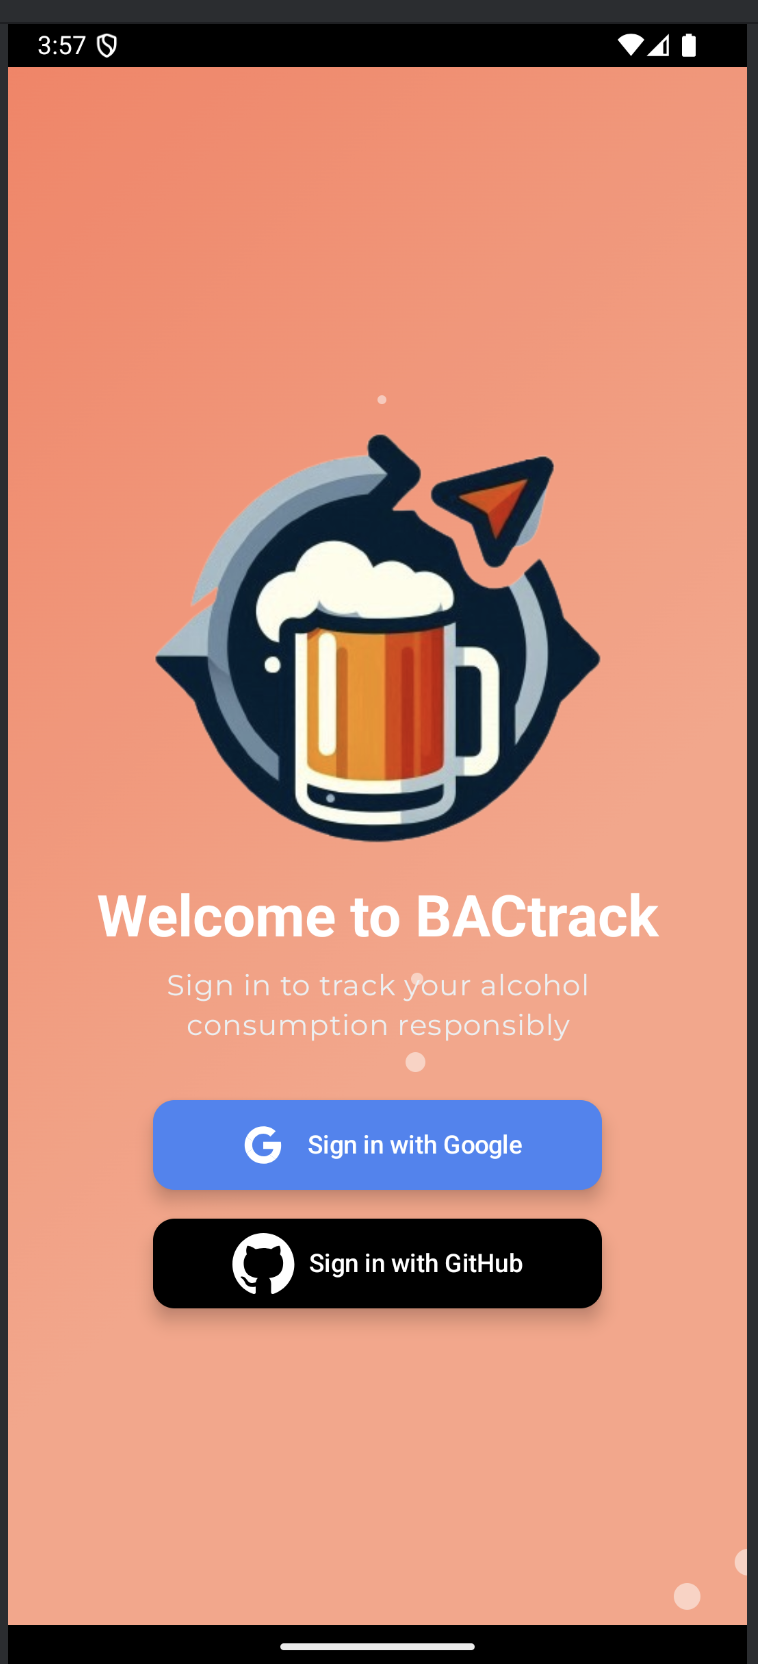 3:57
Welcome to BACtrack
Sign in to track your alcohol
consumption responsibly
Sign in with Google
Sign in with GitHub